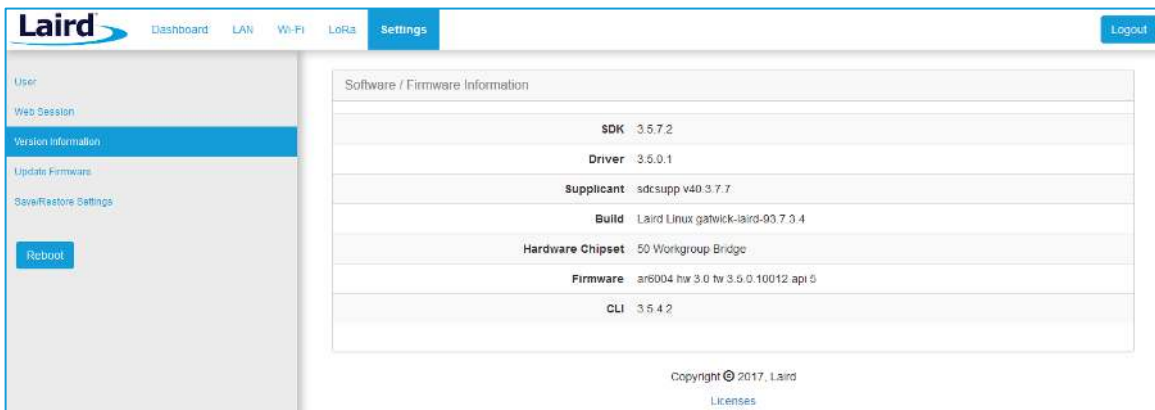 Laird
Dashboard LAN Wi-Fi LoRa Settings Logout
User
Web Session
Version Information
Update Firmware
Save/Restore Settings
Reboot
Software / Firmware Information
SDK 3.5.7.2
Driver 3.5.0.1
Supplicant sdcsupp v40.3.7.7
Build Laird Linux gatwick-laird-93.7.3.4
Hardware Chipset 50 Workgroup Bridge
Firmware ar6004 hw 3.0 fw 3.5.0.10012 api 5
CLI 3.5.4.2
Copyright © 2017, Laird
Licenses